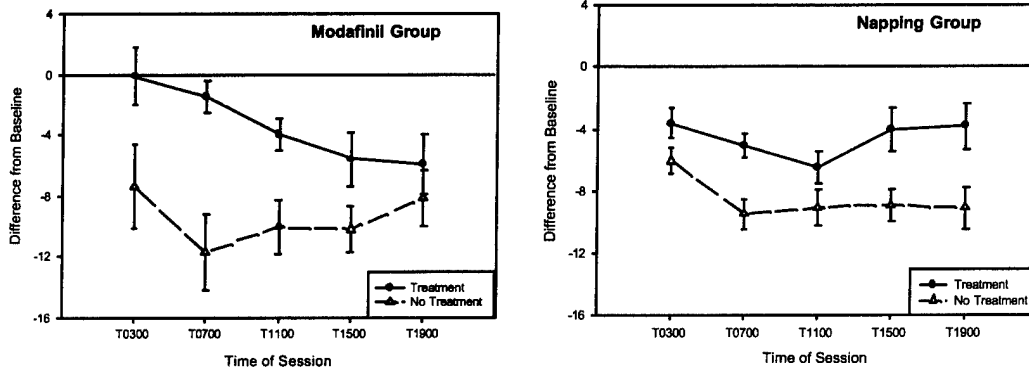 Modafinil Group
4
0
-4
-8
-12
-16
Difference from Baseline
Treatment
No Treatment
T0300 T0700 T1100 T1500 T1900
Time of Session
Napping Group
4
0
-4
-8
-12
-16
Difference from Baseline
Treatment
No Treatment
T0300 T0700 T1100 T1500 T1900
Time of Session